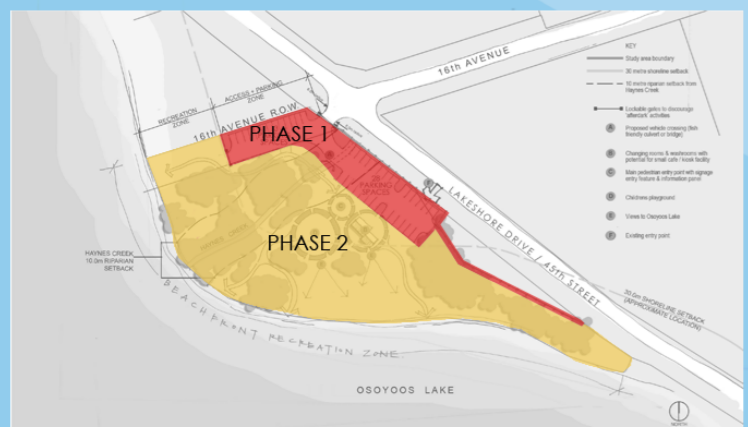 16TH AVENUE
KEY
Study area boundary
30 metre shoreline setback
10 metre riparian setback from
Haynes Creek
Lockable gates to discourage
'afterdark' activities
A Proposed vehicle crossing (fish
friendly culvert or bridge)
B Changing rooms & washrooms with
potential for small cafe / kiosk facility
C Main pedestrian entry point with signage
entry feature & information panel
D Childrens playground
E Views to Osoyoos Lake
F Existing entry point
ACCESS + PARKING
ZONE
RECREATION
ZONE
16TH AVENUE R.O.W.
PHASE 1
PARKING
SPACES
LAKESHORE DRIVE / 45TH STREET
PHASE 2
HAYNES CREEK
10.0m RIPARIAN
SETBACK
30.0m SHORELINE SETBACK
(APPROXIMATE LOCATION)
BEACHFRONT RECREATION ZONE
OSOYOOS LAKE
NORTH